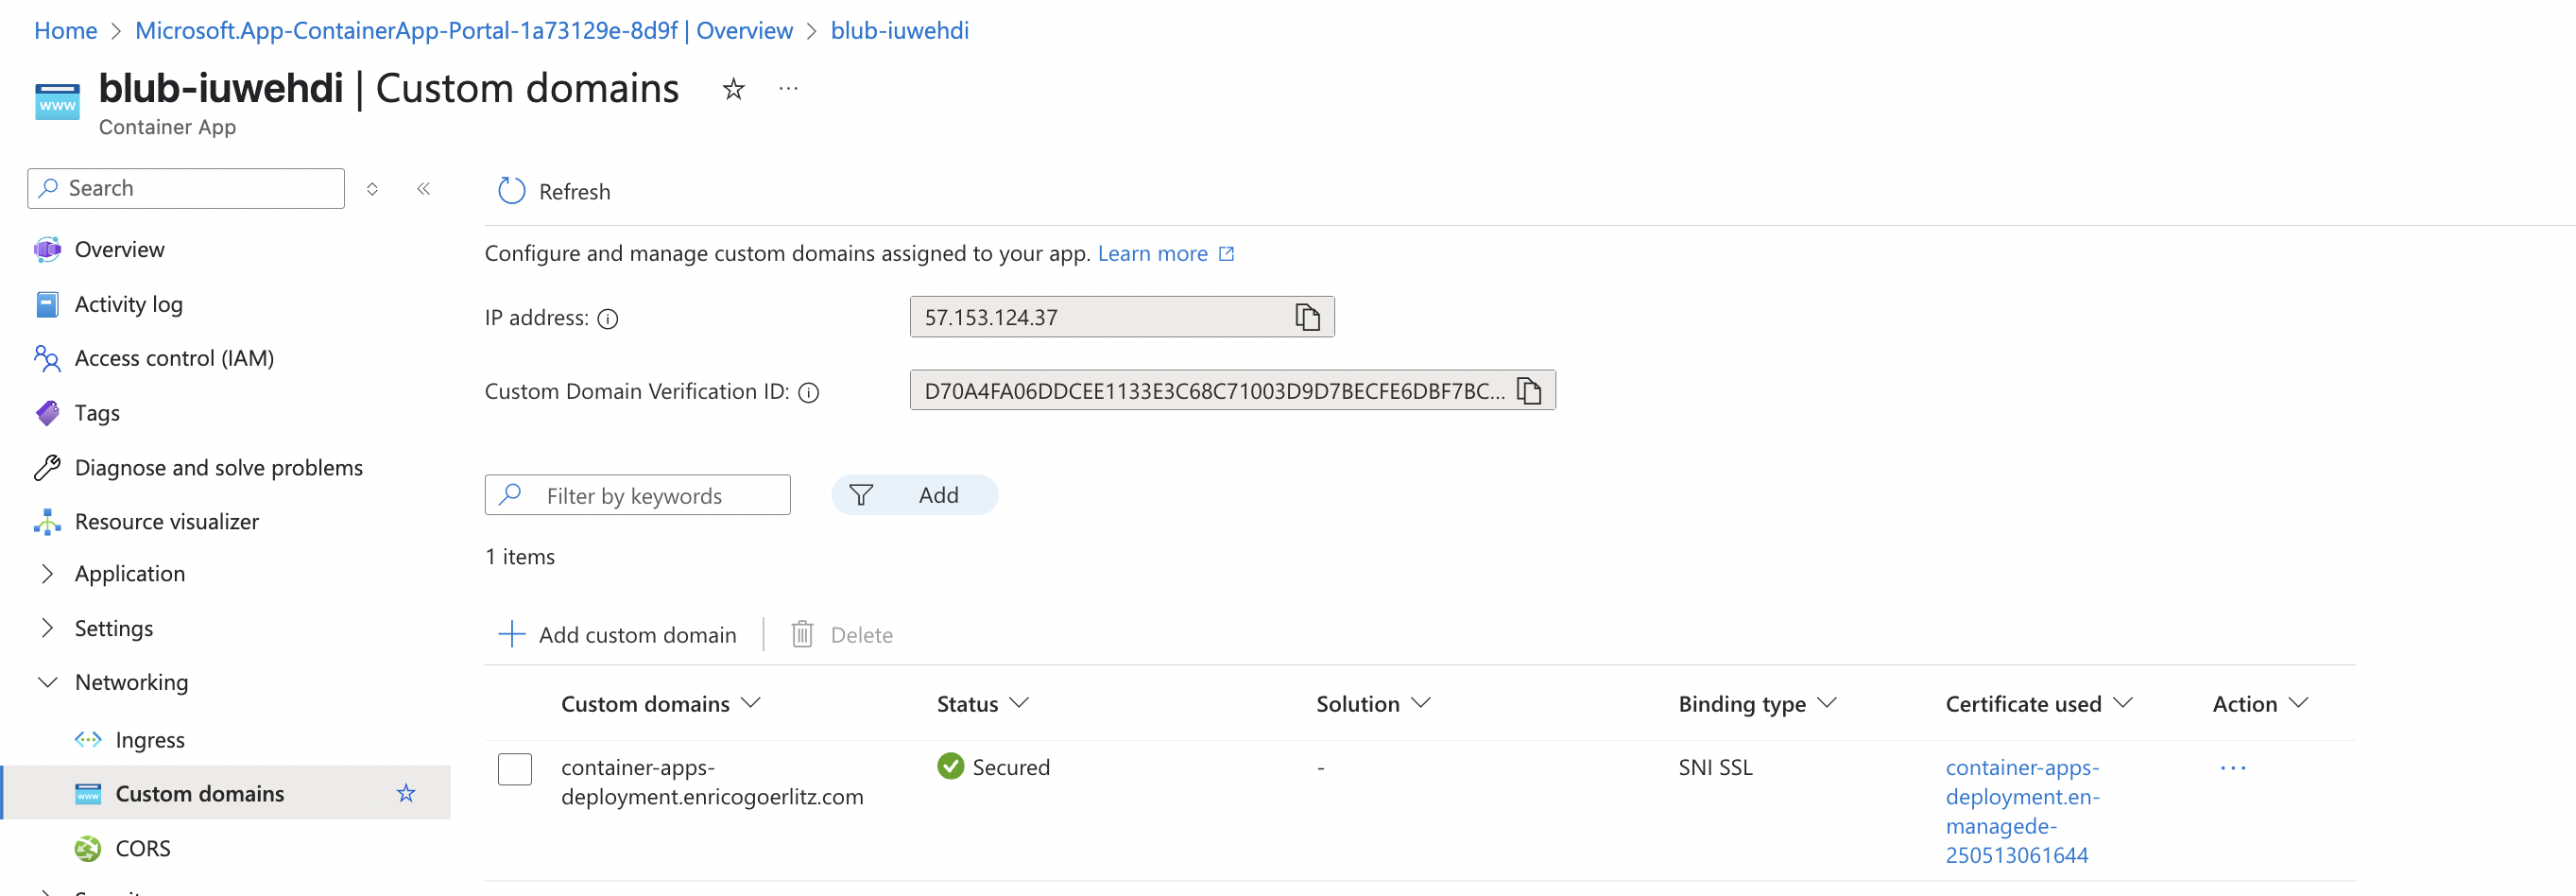 Home > Microsoft.App-ContainerApp-Portal-1a73129e-8d9f | Overview > blub-iuwehdi
www
blub-iuwehdi | Custom domains
Container App
Search
Refresh
Overview
Configure and manage custom domains assigned to your app. Learn more
Activity log
IP address:
57.153.124.37
Access control (IAM)
Custom Domain Verification ID:
D70A4FA06DDCEE1133E3C68C71003D9D7BECFE6DBF7BC...
Tags
Diagnose and solve problems
Filter by keywords
Add
Resource visualizer
1 items
Application
Settings
Add custom domain
Delete
Networking
Custom domains
Status
Solution
Binding type
Certificate used
Action
Ingress
container-apps-
deployment.enricogoerlitz.com
Secured
-
SNI SSL
container-apps-
deployment.en-
managede-
250513061644
...
www
Custom domains
CORS